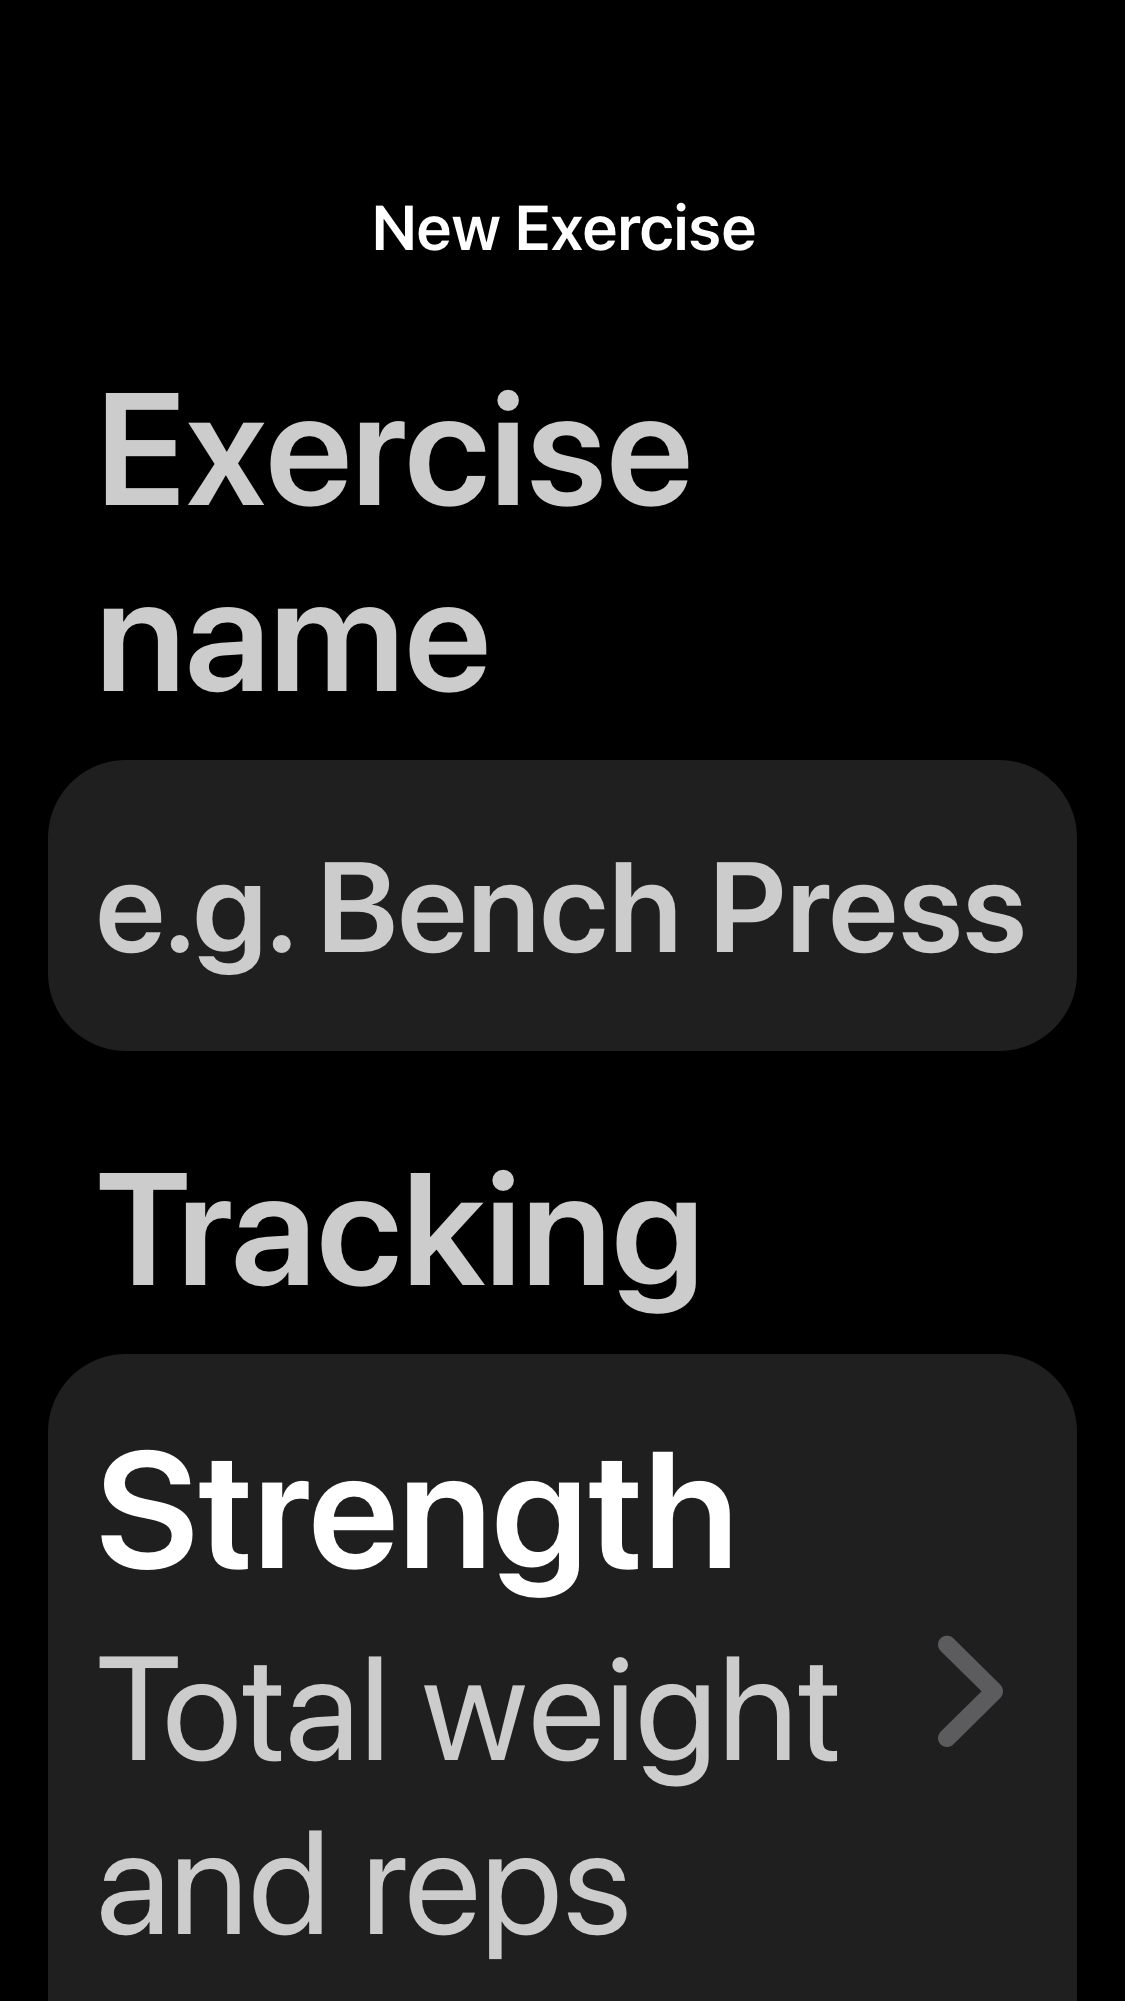 New Exercise
Exercise
name
e.g. Bench Press
Tracking
Strength
Total weight
and reps